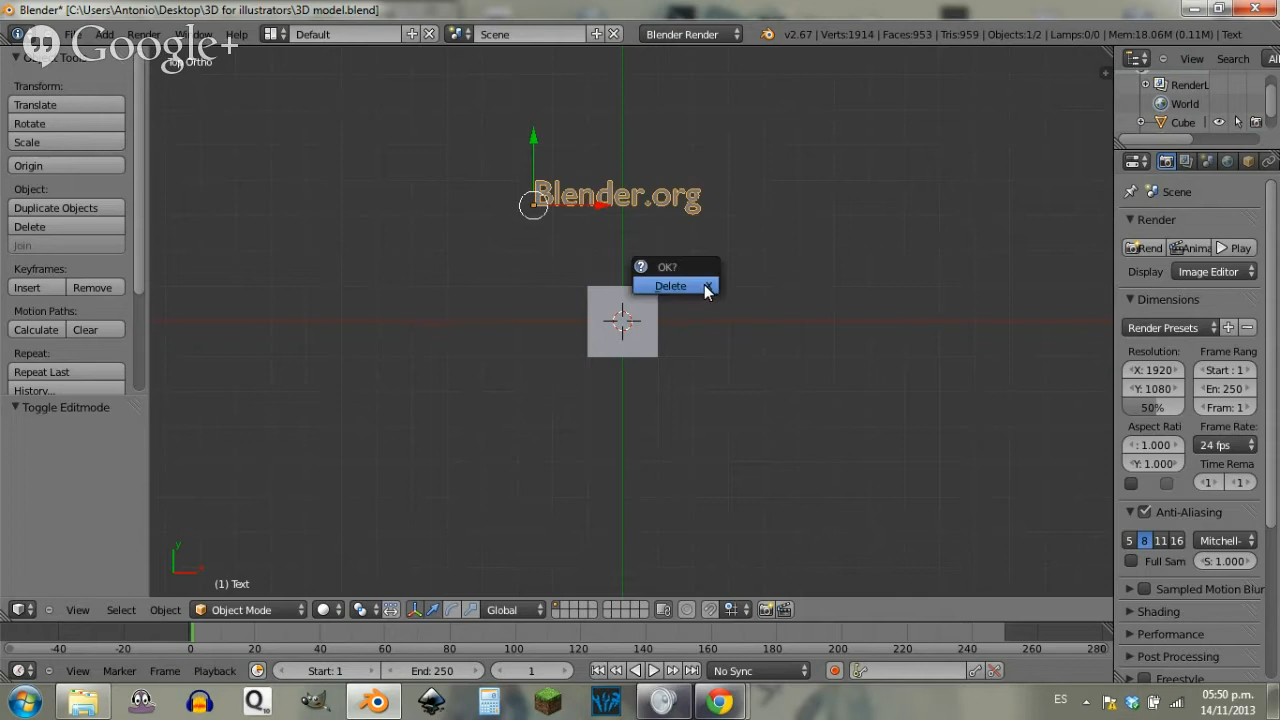 Blender* [C:\Users\Antonio\Desktop\3D for illustrators\3D model.blend]
Google+
File Add Render Window Help
Default
Scene
Blender Render
v2.67 | Verts:1914 | Faces:953 | Tris:959 | Objects:1/2 | Lamps:0/0 | Mem:18.06M (0.11M) | Text
Object Tools
Top Ortho
View Search All
Transform:
Translate
Rotate
Scale
Origin
Object:
Duplicate Objects
Delete
Join
Keyframes:
Insert Remove
Motion Paths:
Calculate Clear
Repeat:
Repeat Last
History...
Toggle Editmode
Blender.org
OK?
Delete X
y
(1) Text
RenderL
World
Cube
Scene
Render
Rend Anima Play
Display Image Editor
Dimensions
Render Presets
Resolution: Frame Rang
X: 1920 Start : 1
Y: 1080 En: 250
50% Fram: 1
Aspect Rati Frame Rate:
: 1.000 24 fps
Y: 1.000 Time Rema
1 1
Anti-Aliasing
5 8 11 16 Mitchell-
Full Sam S: 1.000
Sampled Motion Blur
Shading
Performance
Post Processing
Freestyle
View Select Object Object Mode Global
-40 -20 0 20 40 60 80 100 120 140 160 180 200 220 240 260 280
View Marker Frame Playback Start: 1 End: 250 1 No Sync
ES
05:50 p.m.
14/11/2013